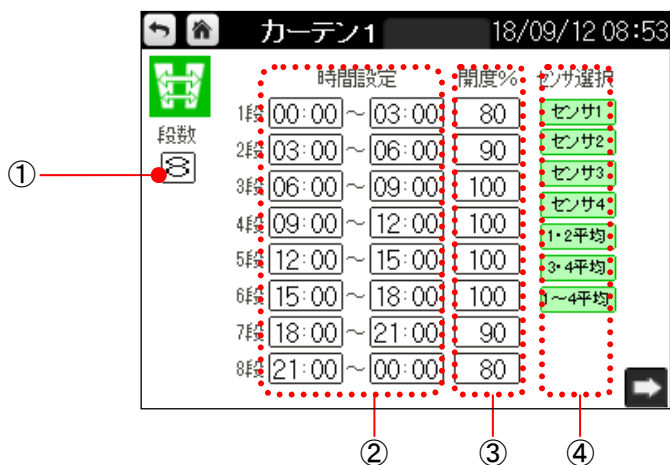 カーテン1 18/09/12 08:53
時間設定 開度% センサ選択
段数
8
1段 00:00 ~ 03:00 80 センサ1
2段 03:00 ~ 06:00 90 センサ2
3段 06:00 ~ 09:00 100 センサ3
4段 09:00 ~ 12:00 100 センサ4
5段 12:00 ~ 15:00 100 1・2平均
6段 15:00 ~ 18:00 100 3・4平均
7段 18:00 ~ 21:00 90 1~4平均
8段 21:00 ~ 00:00 80
①
② ③ ④